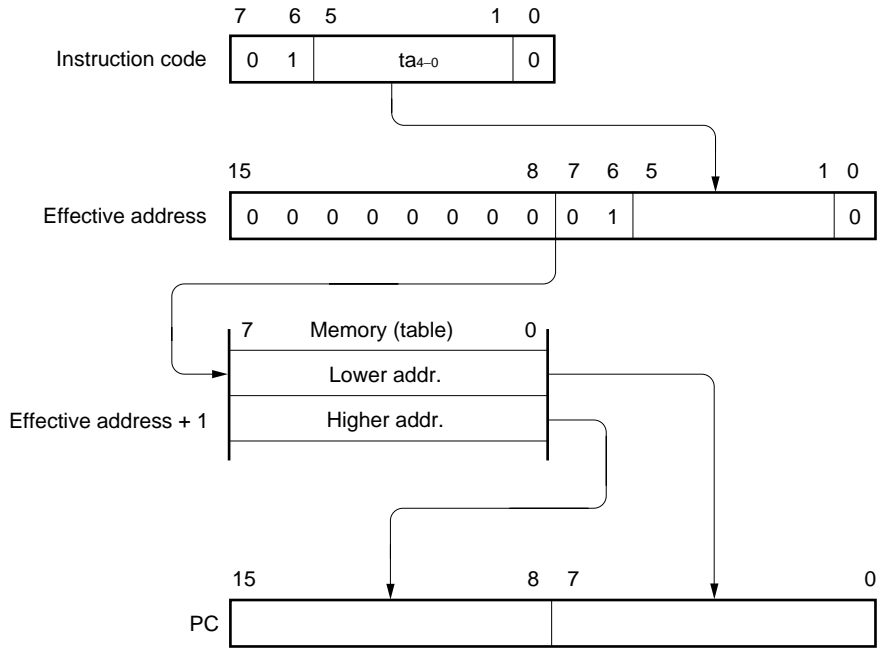 7 6 5 1 0
Instruction code 0 1 ta4–0 0
15 8 7 6 5 1 0
Effective address 0 0 0 0 0 0 0 0 0 1 0
7 Memory (table) 0
Lower addr.
Effective address + 1 Higher addr.
15 8 7 0
PC